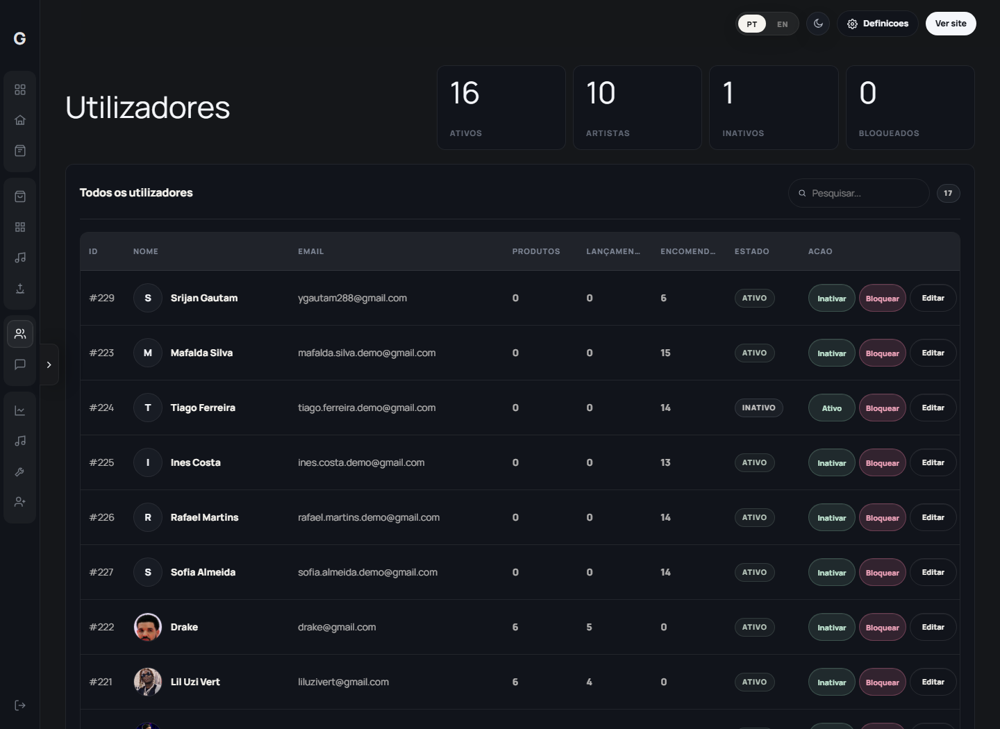 G
PT EN Definicoes Ver site
Utilizadores
16 10 1 0
ATIVOS ARTISTAS INATIVOS BLOQUEADOS
Todos os utilizadores Pesquisar... 17
ID NOME EMAIL PRODUTOS LANÇAMEN... ENCOMEND... ESTADO ACAO
#229 S Srijan Gautam ygautam288@gmail.com 0 0 6 ATIVO Inativar Bloquear Editar
#223 M Mafalda Silva mafalda.silva.demo@gmail.com 0 0 15 ATIVO Inativar Bloquear Editar
#224 T Tiago Ferreira tiago.ferreira.demo@gmail.com 0 0 14 INATIVO Ativo Bloquear Editar
#225 I Ines Costa ines.costa.demo@gmail.com 0 0 13 ATIVO Inativar Bloquear Editar
#226 R Rafael Martins rafael.martins.demo@gmail.com 0 0 14 ATIVO Inativar Bloquear Editar
#227 S Sofia Almeida sofia.almeida.demo@gmail.com 0 0 14 ATIVO Inativar Bloquear Editar
#222 Drake drake@gmail.com 6 5 0 ATIVO Inativar Bloquear Editar
#221 Lil Uzi Vert liluzivert@gmail.com 6 4 0 ATIVO Inativar Bloquear Editar